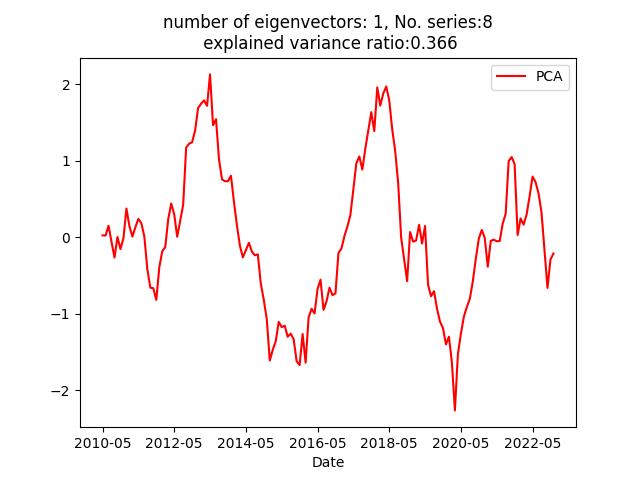 number of eigenvectors: 1, No. series:8
explained variance ratio:0.366
PCA
2
1
0
−1
−2
2010-05 2012-05 2014-05 2016-05 2018-05 2020-05 2022-05
Date